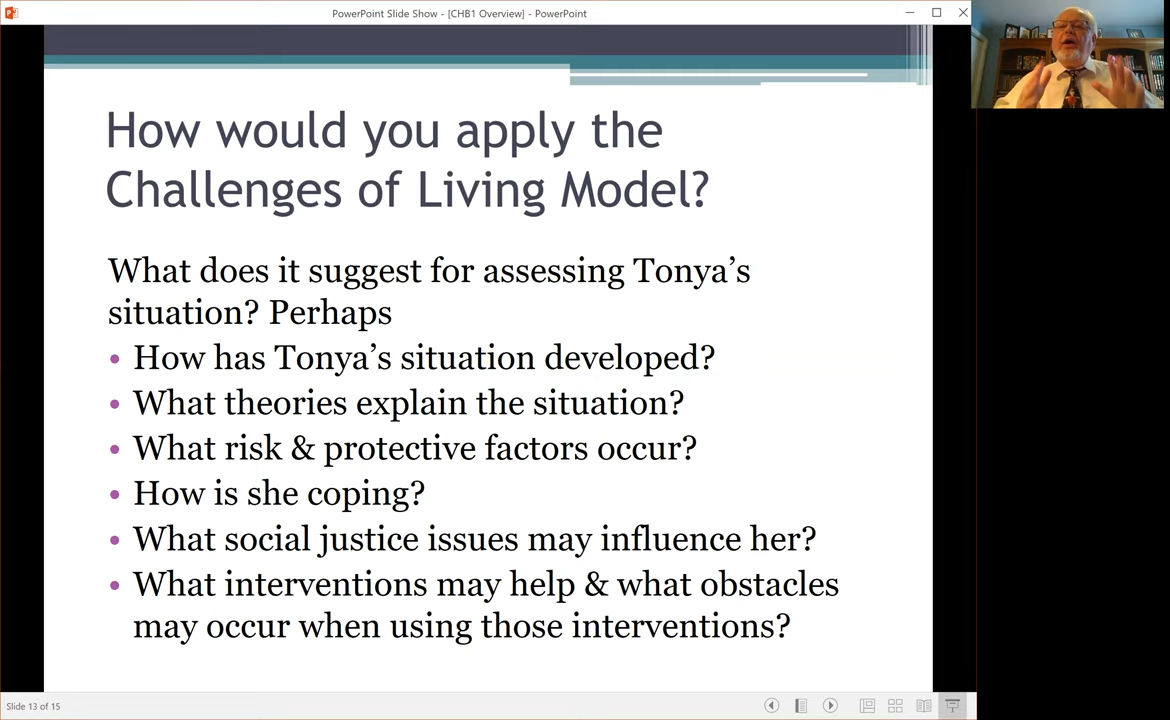 PowerPoint Slide Show - [CHB1 Overview] - PowerPoint
How would you apply the
Challenges of Living Model?
What does it suggest for assessing Tonya’s
situation? Perhaps
• How has Tonya’s situation developed?
• What theories explain the situation?
• What risk & protective factors occur?
• How is she coping?
• What social justice issues may influence her?
• What interventions may help & what obstacles
may occur when using those interventions?
Slide 13 of 15